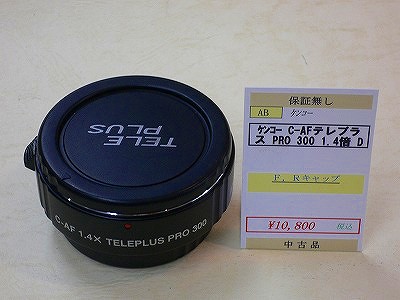 TELE
PLUS
C-AF 1.4X TELEPLUS PRO 300
保証無し
AB ケンコー
ケンコー C-AFテレプラ
ス PRO 300 1.4倍 D
F, Rキャップ
¥10,800 税込
中古品